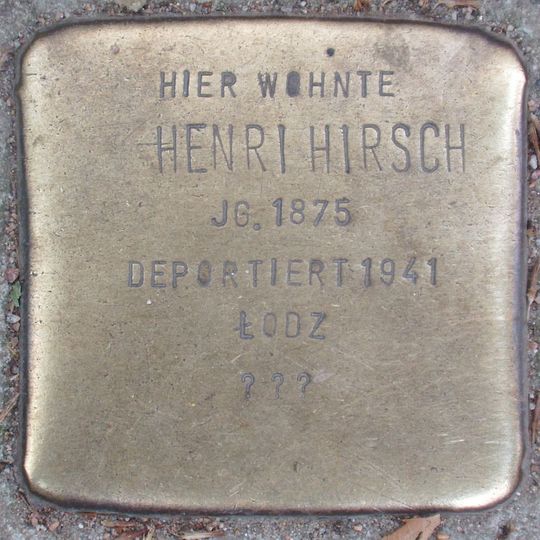 HIER WOHNTE
HENRI HIRSCH
JG. 1875
DEPORTIERT 1941
ŁODZ
? ? ?